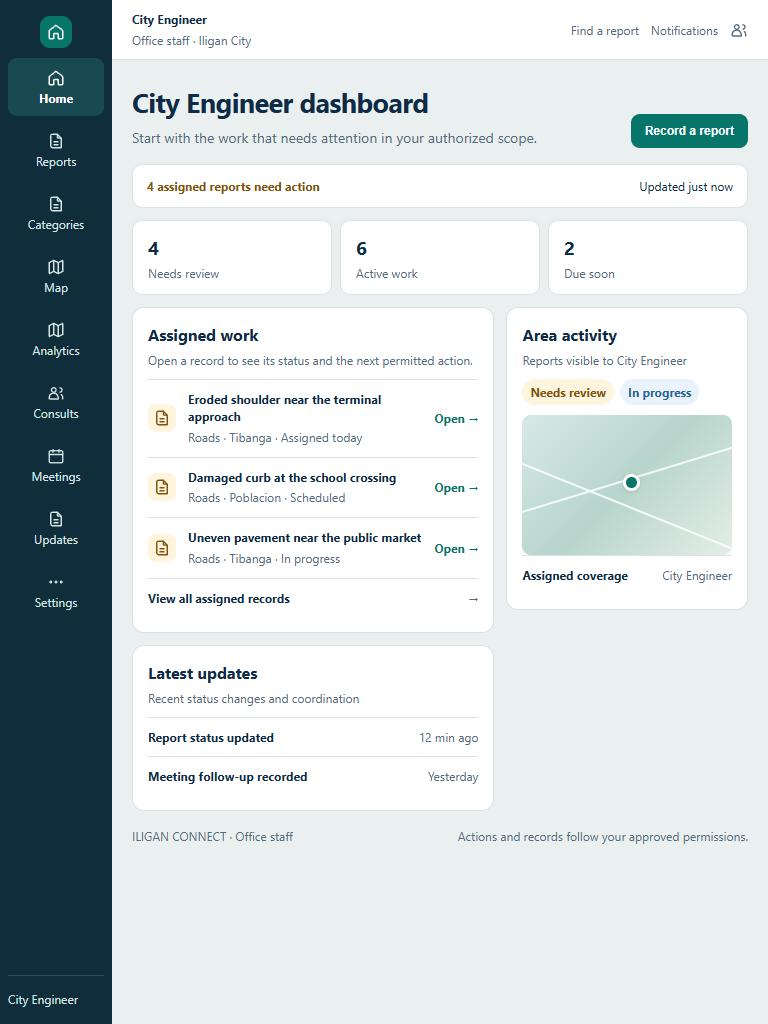 Home
Reports
Categories
Map
Analytics
Consults
Meetings
Updates
Settings
City Engineer
City Engineer
Office staff · Iligan City
Find a report
Notifications
City Engineer dashboard
Start with the work that needs attention in your authorized scope.
Record a report
4 assigned reports need action
Updated just now
4
Needs review
6
Active work
2
Due soon
Assigned work
Open a record to see its status and the next permitted action.
Eroded shoulder near the terminal
approach
Roads · Tibanga · Assigned today
Open →
Damaged curb at the school crossing
Roads · Poblacion · Scheduled
Open →
Uneven pavement near the public market
Roads · Tibanga · In progress
Open →
View all assigned records →
Area activity
Reports visible to City Engineer
Needs review
In progress
Assigned coverage
City Engineer
Latest updates
Recent status changes and coordination
Report status updated
12 min ago
Meeting follow-up recorded
Yesterday
ILIGAN CONNECT · Office staff
Actions and records follow your approved permissions.